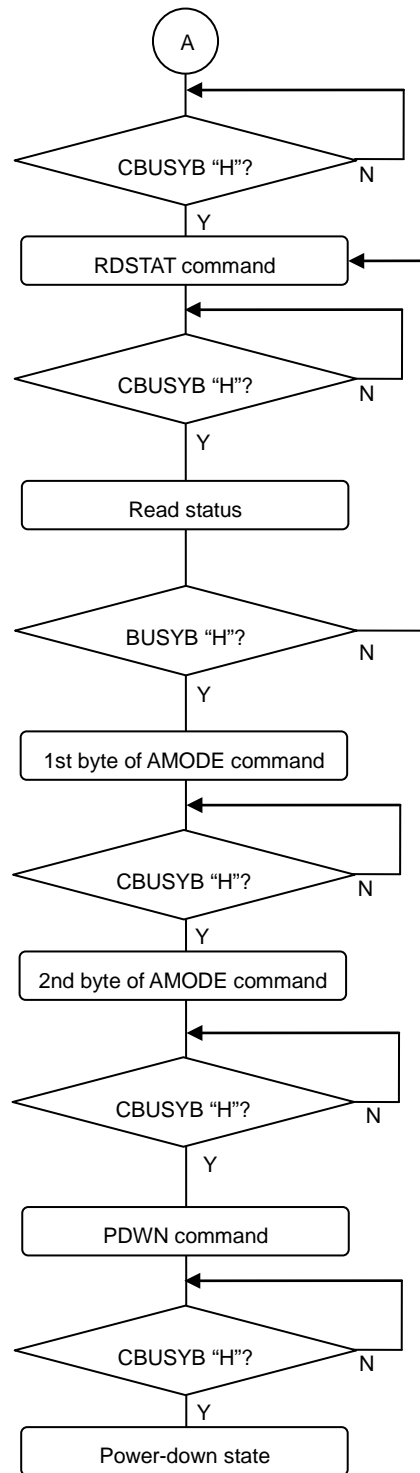 A
CBUSYB “H”?
N
Y
RDSTAT command
CBUSYB “H”?
N
Y
Read status
BUSYB “H”?
N
Y
1st byte of AMODE command
CBUSYB “H”?
N
Y
2nd byte of AMODE command
CBUSYB “H”?
N
Y
PDWN command
CBUSYB “H”?
N
Y
Power-down state